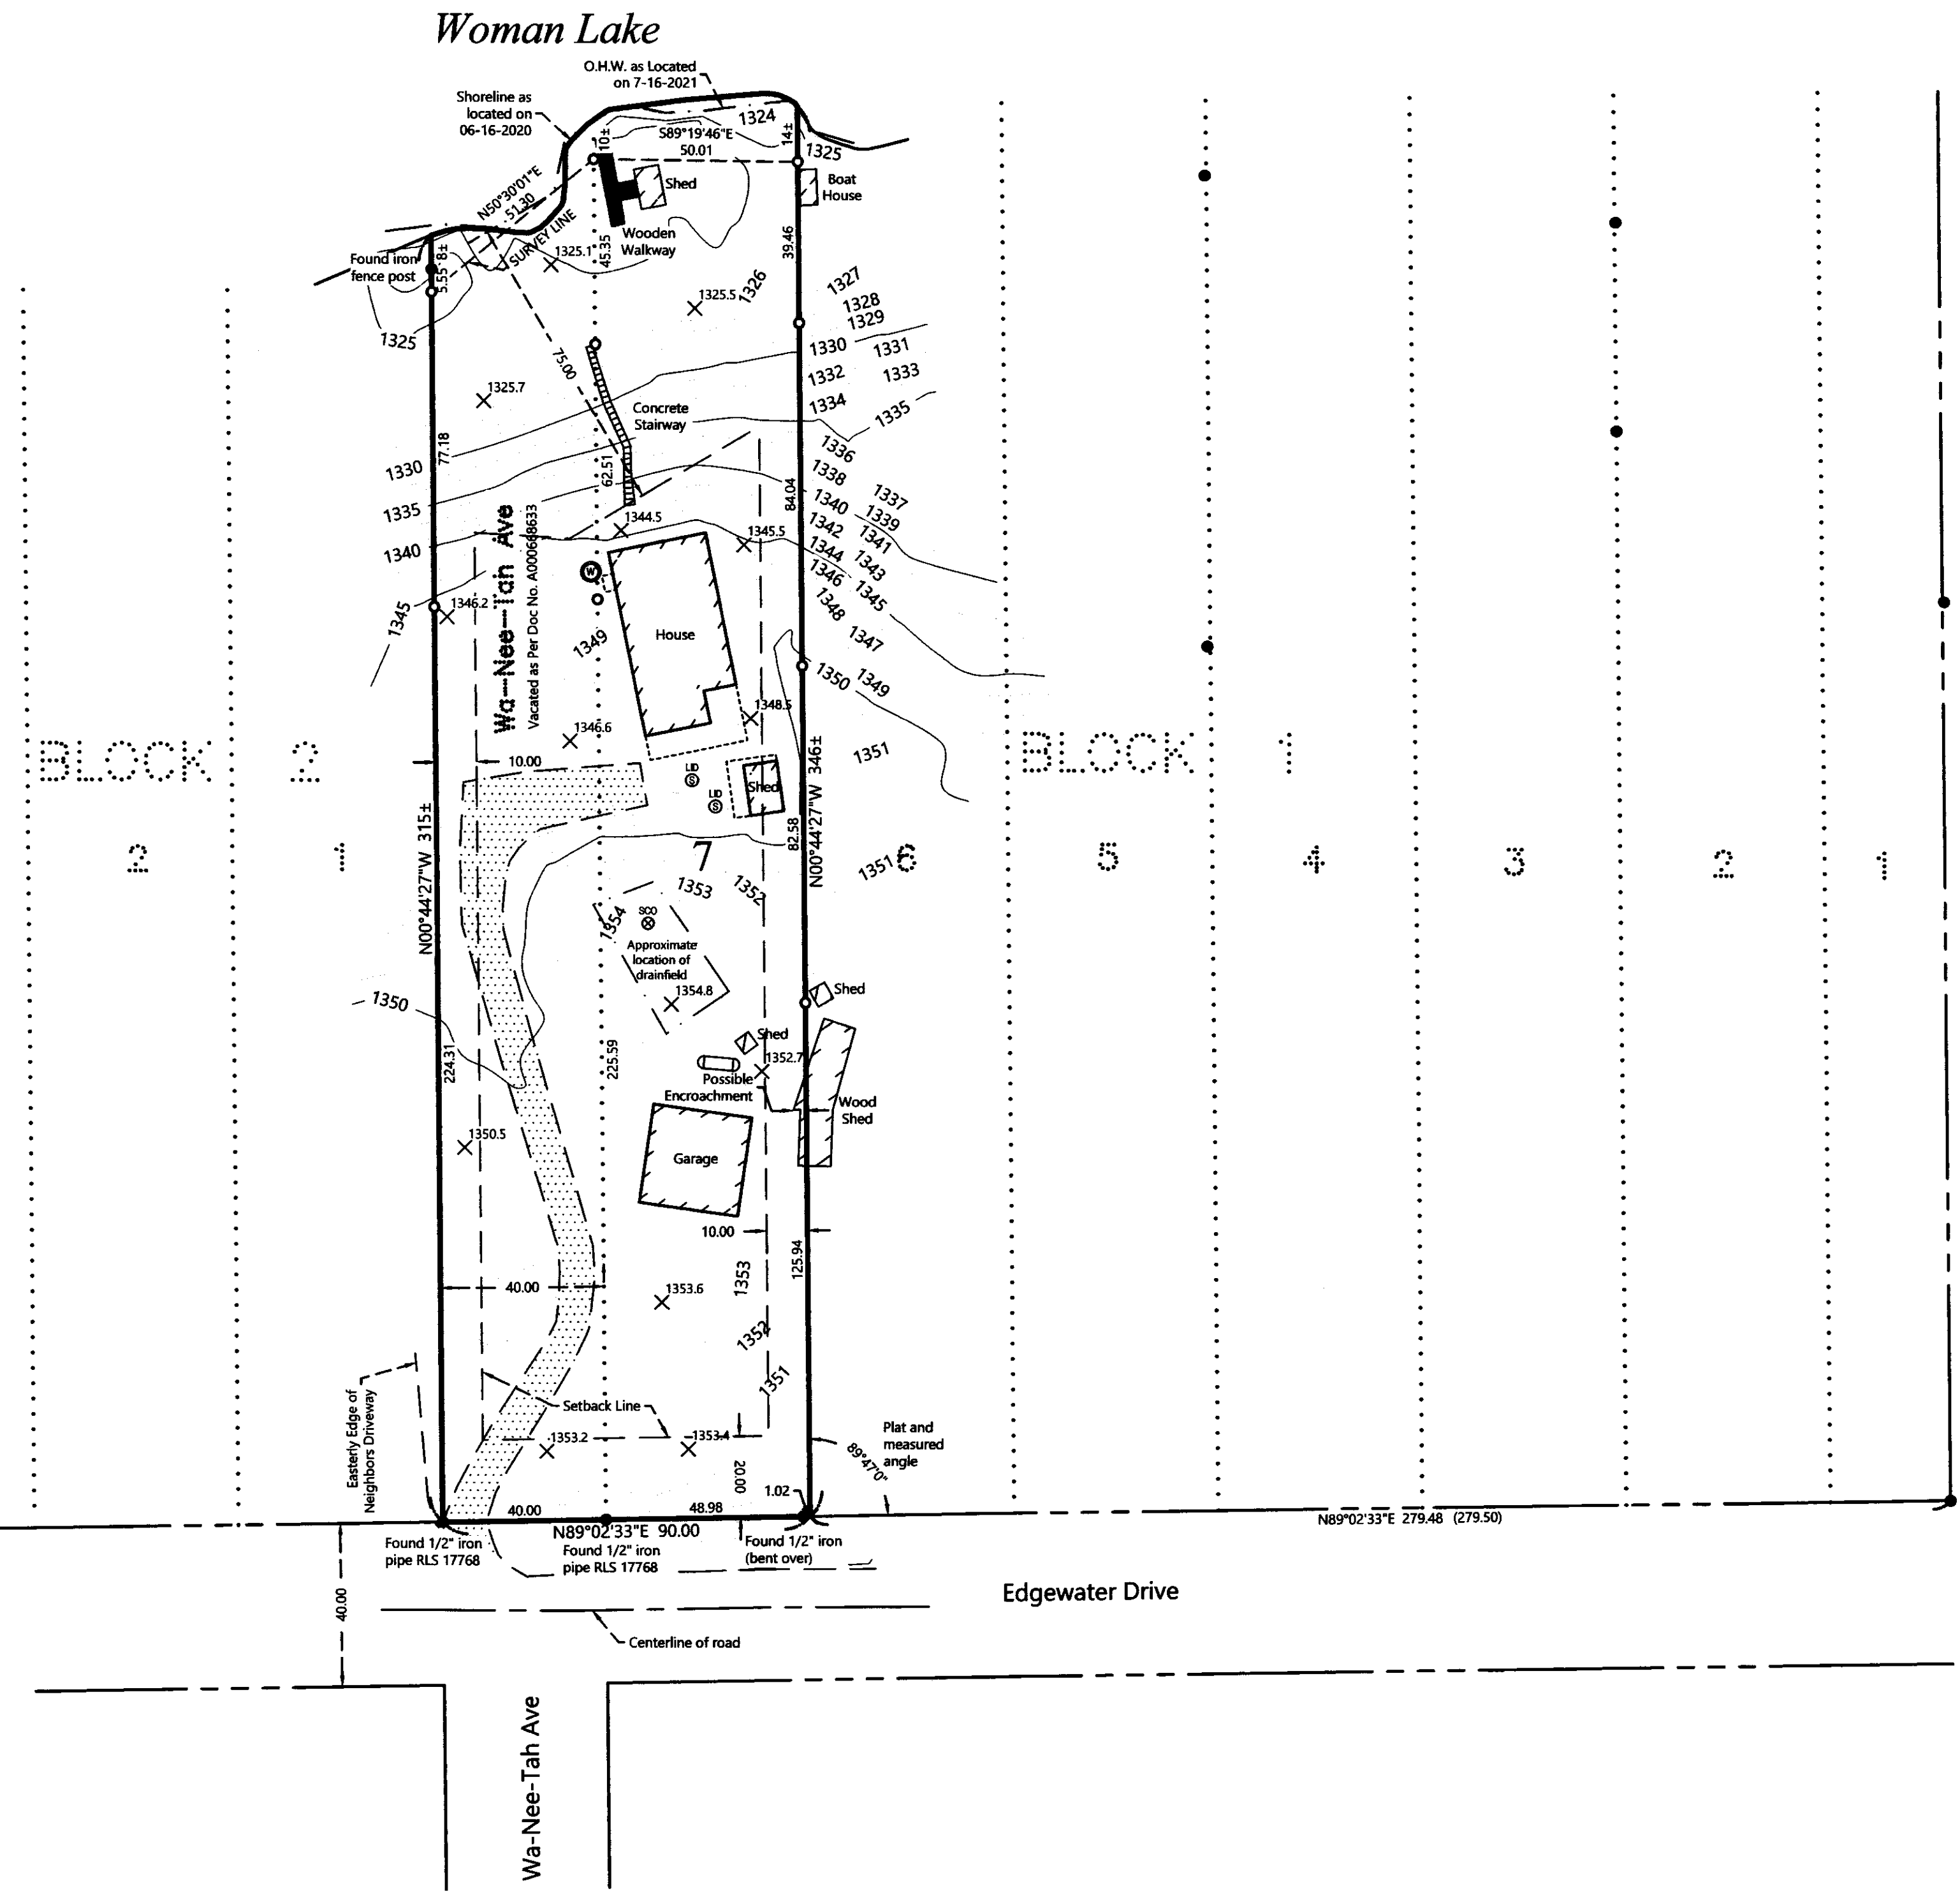 Woman Lake
O.H.W. as Located
on 7-16-2021
Shoreline as
located on
06-16-2020
1324
10±
S89°19'46"E
50.01
14±
1325
Shed
Boat
House
N50°30'01"E
51.30
SURVEY LINE
Wooden
Walkway
45.35
39.46
1325.1
Found iron
fence post
8±
5.55
1325.5
1326
1327
1328
1329
1325
1330
1331
75.00
1332
1333
1325.7
1334
1335
Concrete
Stairway
77.18
1330
62.51
1336
1338
84.04
1340
1337
1339
1335
1344.5
1345.5
1342
1341
1340
1344
1343
1346
1345
Wa-Nee-Tan Ave
Vacated as Per Doc No. A000668633
W
1345
1346.2
1348
1349
House
1347
1350
1349
1348.5
1346.6
1351
BLOCK 2
BLOCK 1
10.00
LID
S
LID
S
Shed
N00°44'27"W 315±
N00°44'27"W 346±
82.58
2
1
7
6
5
4
3
2
1
1351
1353
1352
1354
SCO
Approximate
location of
drainfield
1354.8
Shed
1350
Shed
224.31
225.59
1352.7
Possible
Encroachment
Wood
Shed
1350.5
Garage
10.00
125.94
1353
40.00
1353.6
1352
1351
Easterly Edge of
Neighbors Driveway
Setback Line
1353.2
1353.4
Plat and
measured
angle
89°47'0"
20.00
1.02
40.00
48.98
N89°02'33"E 90.00
N89°02'33"E 279.48 (279.50)
Found 1/2" iron
pipe RLS 17768
Found 1/2" iron
pipe RLS 17768
Found 1/2" iron
(bent over)
40.00
Edgewater Drive
Centerline of road
Wa-Nee-Tah Ave